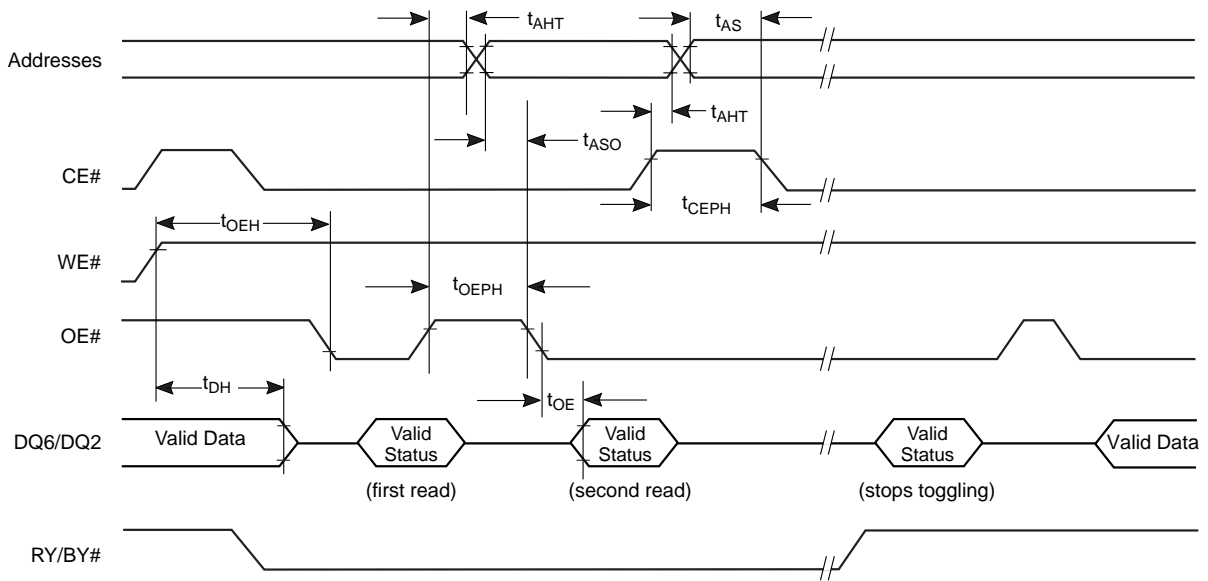 tAHT
tAS
Addresses
tAHT
tASO
CE#
tCEPH
tOEH
WE#
tOEPH
OE#
tDH
tOE
DQ6/DQ2
Valid Data
Valid
Status
Valid
Status
Valid
Status
Valid Data
(first read)
(second read)
(stops toggling)
RY/BY#